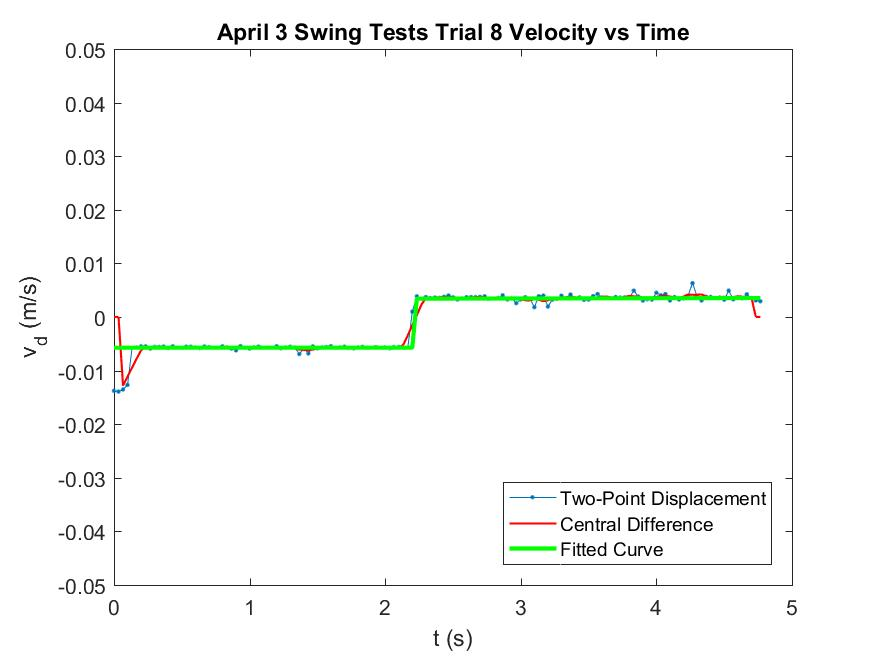 April 3 Swing Tests Trial 8 Velocity vs Time
0.05
0.04
0.03
0.02
0.01
0
-0.01
-0.02
-0.03
-0.04
-0.05
v_d (m/s)
Two-Point Displacement
Central Difference
Fitted Curve
0 1 2 3 4 5
t (s)